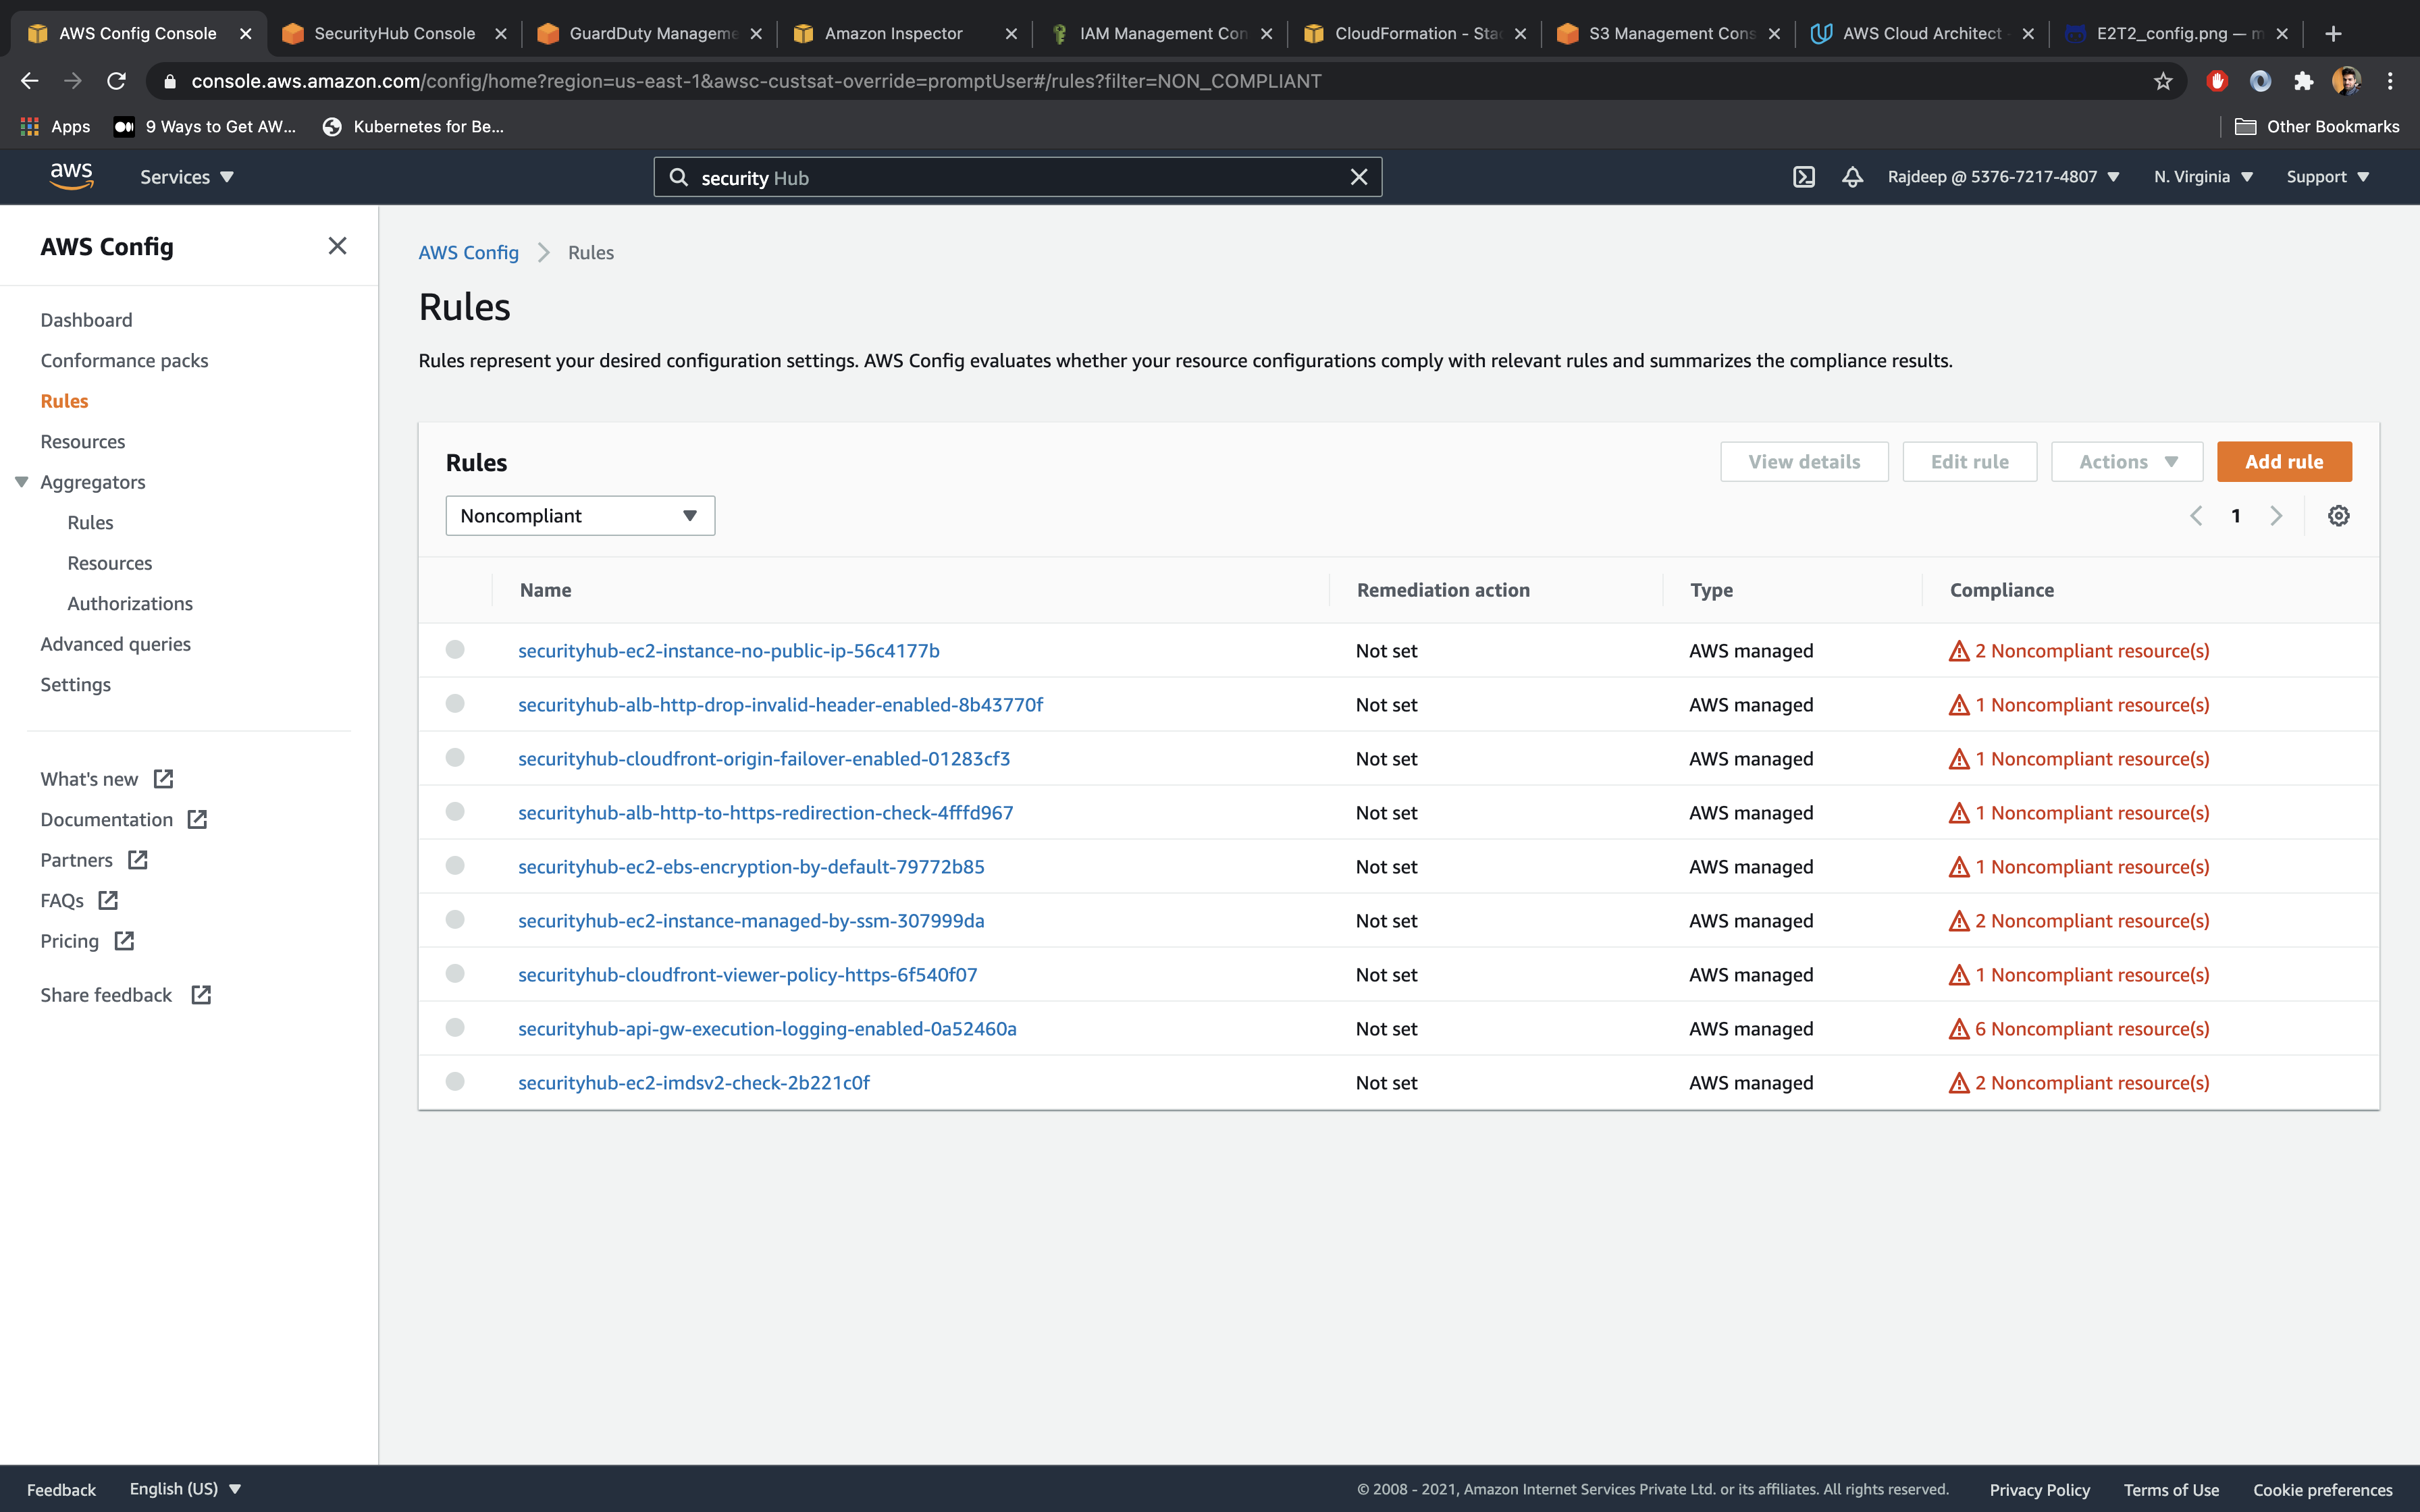 AWS Config Console
SecurityHub Console
GuardDuty Manageme
Amazon Inspector
IAM Management Con
CloudFormation - Stac
S3 Management Cons
AWS Cloud Architect
E2T2_config.png — m
console.aws.amazon.com/config/home?region=us-east-1&awsc-custsat-override=promptUser#/rules?filter=NON_COMPLIANT
Apps
9 Ways to Get AW...
Kubernetes for Be...
Other Bookmarks
aws
Services
security Hub
Rajdeep @ 5376-7217-4807
N. Virginia
Support
AWS Config
Dashboard
Conformance packs
Rules
Resources
Aggregators
Rules
Resources
Authorizations
Advanced queries
Settings
What's new
Documentation
Partners
FAQs
Pricing
Share feedback
AWS Config > Rules
Rules
Rules represent your desired configuration settings. AWS Config evaluates whether your resource configurations comply with relevant rules and summarizes the compliance results.
Rules
View details
Edit rule
Actions
Add rule
Noncompliant
1
Name Remediation action Type Compliance
securityhub-ec2-instance-no-public-ip-56c4177b Not set AWS managed 2 Noncompliant resource(s)
securityhub-alb-http-drop-invalid-header-enabled-8b43770f Not set AWS managed 1 Noncompliant resource(s)
securityhub-cloudfront-origin-failover-enabled-01283cf3 Not set AWS managed 1 Noncompliant resource(s)
securityhub-alb-http-to-https-redirection-check-4fffd967 Not set AWS managed 1 Noncompliant resource(s)
securityhub-ec2-ebs-encryption-by-default-79772b85 Not set AWS managed 1 Noncompliant resource(s)
securityhub-ec2-instance-managed-by-ssm-307999da Not set AWS managed 2 Noncompliant resource(s)
securityhub-cloudfront-viewer-policy-https-6f540f07 Not set AWS managed 1 Noncompliant resource(s)
securityhub-api-gw-execution-logging-enabled-0a52460a Not set AWS managed 6 Noncompliant resource(s)
securityhub-ec2-imdsv2-check-2b221c0f Not set AWS managed 2 Noncompliant resource(s)
Feedback
English (US)
© 2008 - 2021, Amazon Internet Services Private Ltd. or its affiliates. All rights reserved.
Privacy Policy
Terms of Use
Cookie preferences